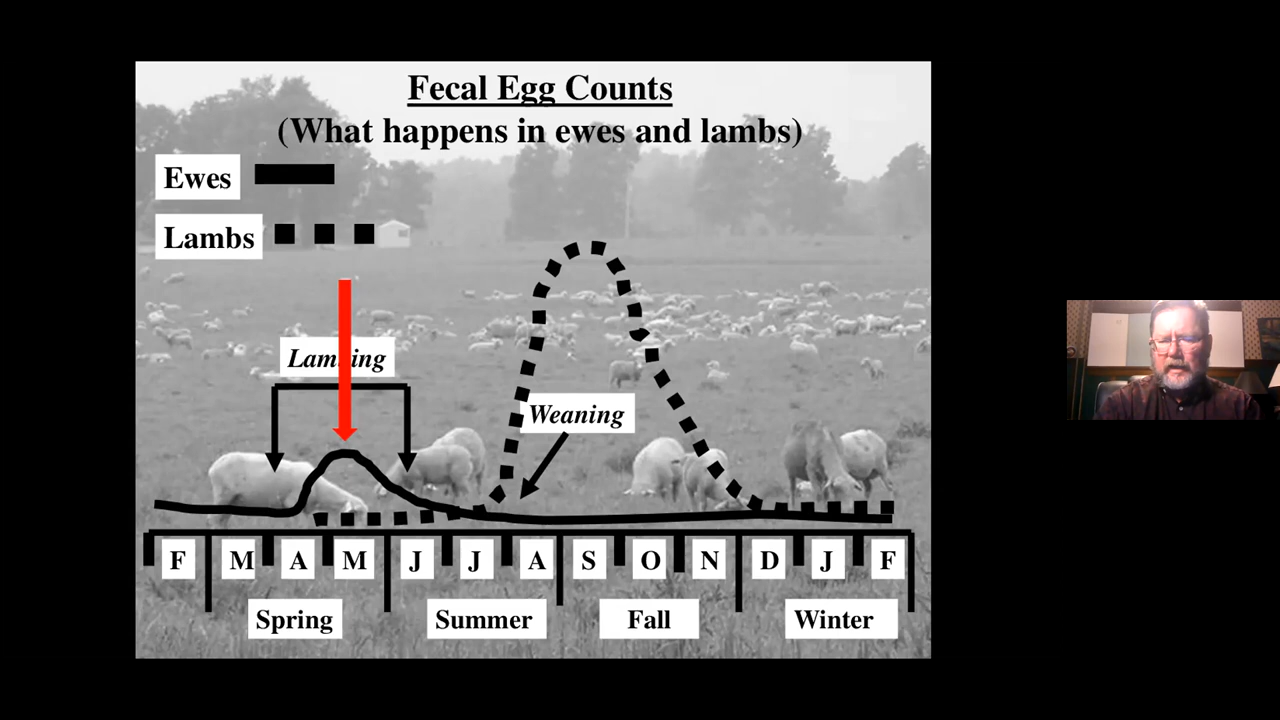 Fecal Egg Counts
(What happens in ewes and lambs)
Ewes
Lambs
Lambing
Weaning
F M A M J J A S O N D J F
Spring Summer Fall Winter